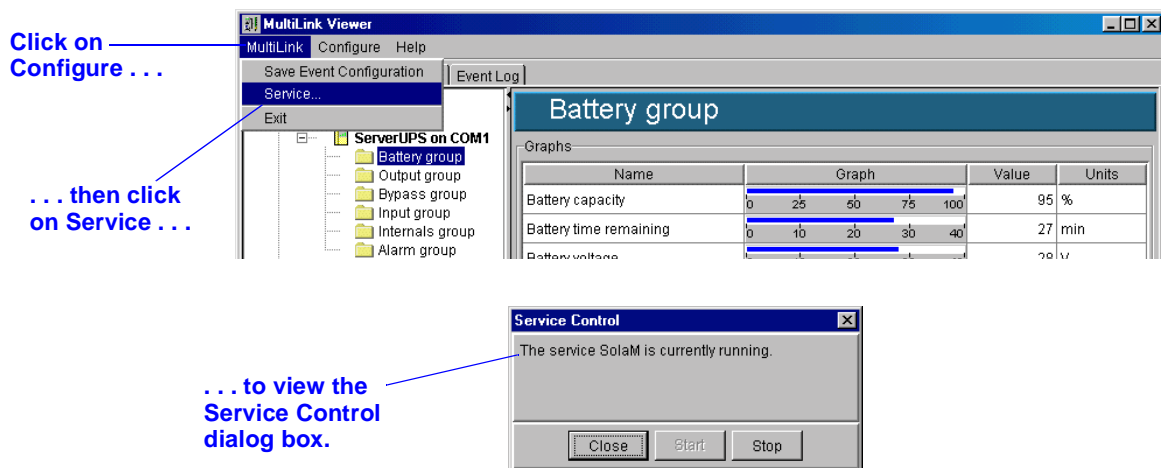 MultiLink Viewer
Click on
Configure . . .
MultiLink Configure Help
Save Event Configuration
Event Log
Service...
Exit
Battery group
ServerUPS on COM1
Battery group
Output group
Bypass group
Input group
Internals group
Alarm group
. . . then click
on Service . . .
Graphs
Name Graph Value Units
Battery capacity 0 25 50 75 100 95 %
Battery time remaining 0 10 20 30 40 27 min
Battery voltage 28 V
Service Control
The service SolaM is currently running.
. . . to view the
Service Control
dialog box.
Close Start Stop